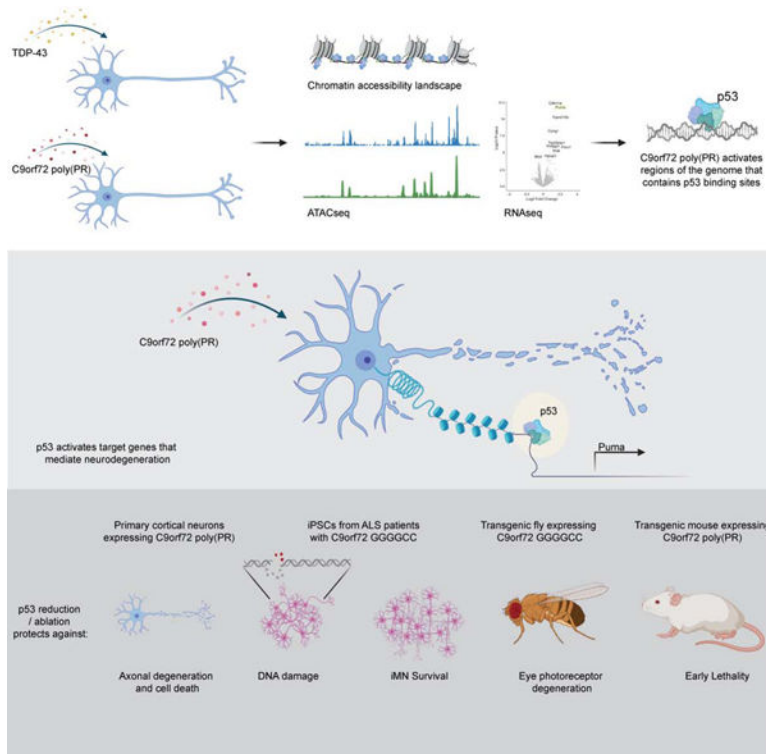 TDP-43
C9orf72 poly(PR)
Chromatin accessibility landscape
ATACseq
RNAseq
Log2 Fold Change
p53
C9orf72 poly(PR) activates
regions of the genome that
contains p53 binding sites
C9orf72 poly(PR)
p53
Puma
p53 activates target genes that
mediate neurodegeneration
Primary cortical neurons
expressing C9orf72 poly(PR)
iPSCs from ALS patients
with C9orf72 GGGGCC
Transgenic fly expressing
C9orf72 GGGGCC
Transgenic mouse expressing
C9orf72 poly(PR)
p53 reduction
/ ablation
protects against:
Axonal degeneration
and cell death
DNA damage
iMN Survival
Eye photoreceptor
degeneration
Early Lethality